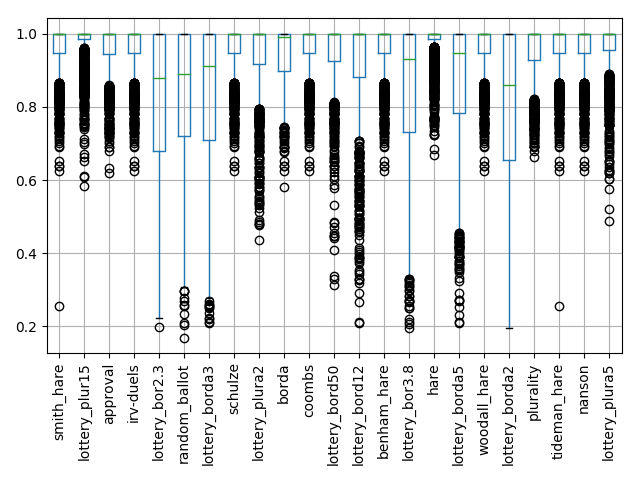 1.0
0.8
0.6
0.4
0.2
smith_hare
lottery_plur15
approval
irv-duels
lottery_bor2.3
random_ballot
lottery_borda3
schulze
lottery_plura2
borda
coombs
lottery_bord50
lottery_bord12
benham_hare
lottery_bor3.8
hare
lottery_borda5
woodall_hare
lottery_borda2
plurality
tideman_hare
nanson
lottery_plura5